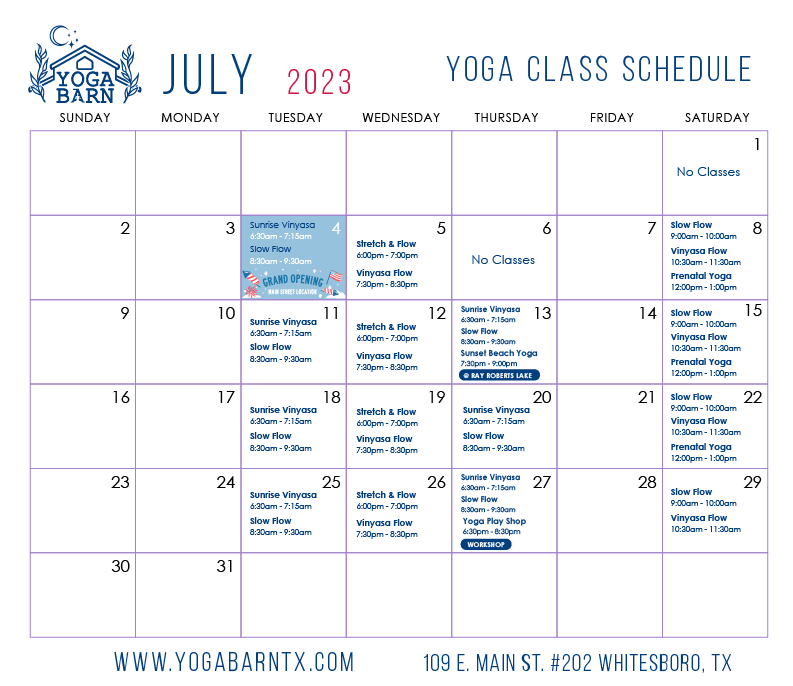 YOGA
BARN
JULY 2023
YOGA CLASS SCHEDULE
SUNDAY MONDAY TUESDAY WEDNESDAY THURSDAY FRIDAY SATURDAY
1
No Classes
2
3
4
Sunrise Vinyasa
6:30am - 7:15am
Slow Flow
8:30am - 9:30am
GRAND OPENING
MAIN STREET LOCATION
5
Stretch & Flow
6:00pm - 7:00pm
Vinyasa Flow
7:30pm - 8:30pm
6
No Classes
7
8
Slow Flow
9:00am - 10:00am
Vinyasa Flow
10:30am - 11:30am
Prenatal Yoga
12:00pm - 1:00pm
9
10
11
Sunrise Vinyasa
6:30am - 7:15am
Slow Flow
8:30am - 9:30am
12
Stretch & Flow
6:00pm - 7:00pm
Vinyasa Flow
7:30pm - 8:30pm
13
Sunrise Vinyasa
6:30am - 7:15am
Slow Flow
8:30am - 9:30am
Sunset Beach Yoga
7:30pm - 9:00pm
@ RAY ROBERTS LAKE
14
15
Slow Flow
9:00am - 10:00am
Vinyasa Flow
10:30am - 11:30am
Prenatal Yoga
12:00pm - 1:00pm
16
17
18
Sunrise Vinyasa
6:30am - 7:15am
Slow Flow
8:30am - 9:30am
19
Stretch & Flow
6:00pm - 7:00pm
Vinyasa Flow
7:30pm - 8:30pm
20
Sunrise Vinyasa
6:30am - 7:15am
Slow Flow
8:30am - 9:30am
21
22
Slow Flow
9:00am - 10:00am
Vinyasa Flow
10:30am - 11:30am
Prenatal Yoga
12:00pm - 1:00pm
23
24
25
Sunrise Vinyasa
6:30am - 7:15am
Slow Flow
8:30am - 9:30am
26
Stretch & Flow
6:00pm - 7:00pm
Vinyasa Flow
7:30pm - 8:30pm
27
Sunrise Vinyasa
6:30am - 7:15am
Slow Flow
8:30am - 9:30am
Yoga Play Shop
6:30pm - 8:30pm
WORKSHOP
28
29
Slow Flow
9:00am - 10:00am
Vinyasa Flow
10:30am - 11:30am
30
31
WWW.YOGABARNTX.COM
109 E. MAIN ST. #202 WHITESBORO, TX